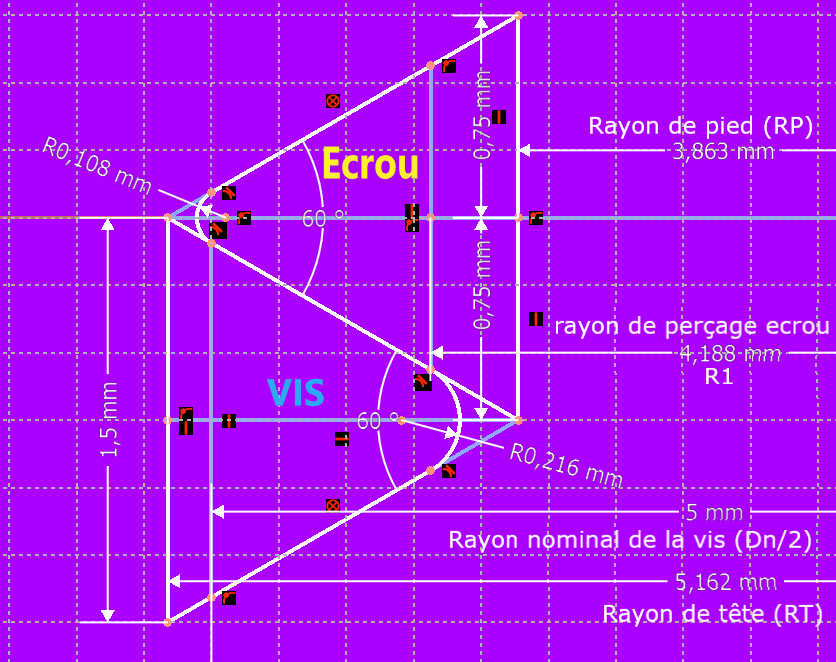 0,75 mm
Rayon de pied (RP)
3,863 mm
R0,108 mm
Ecrou
60 °
0,75 mm
rayon de perçage ecrou
4,188 mm
R1
VIS
1,5 mm
60 °
R0,216 mm
5 mm
Rayon nominal de la vis (Dn/2)
5,162 mm
Rayon de tête (RT)